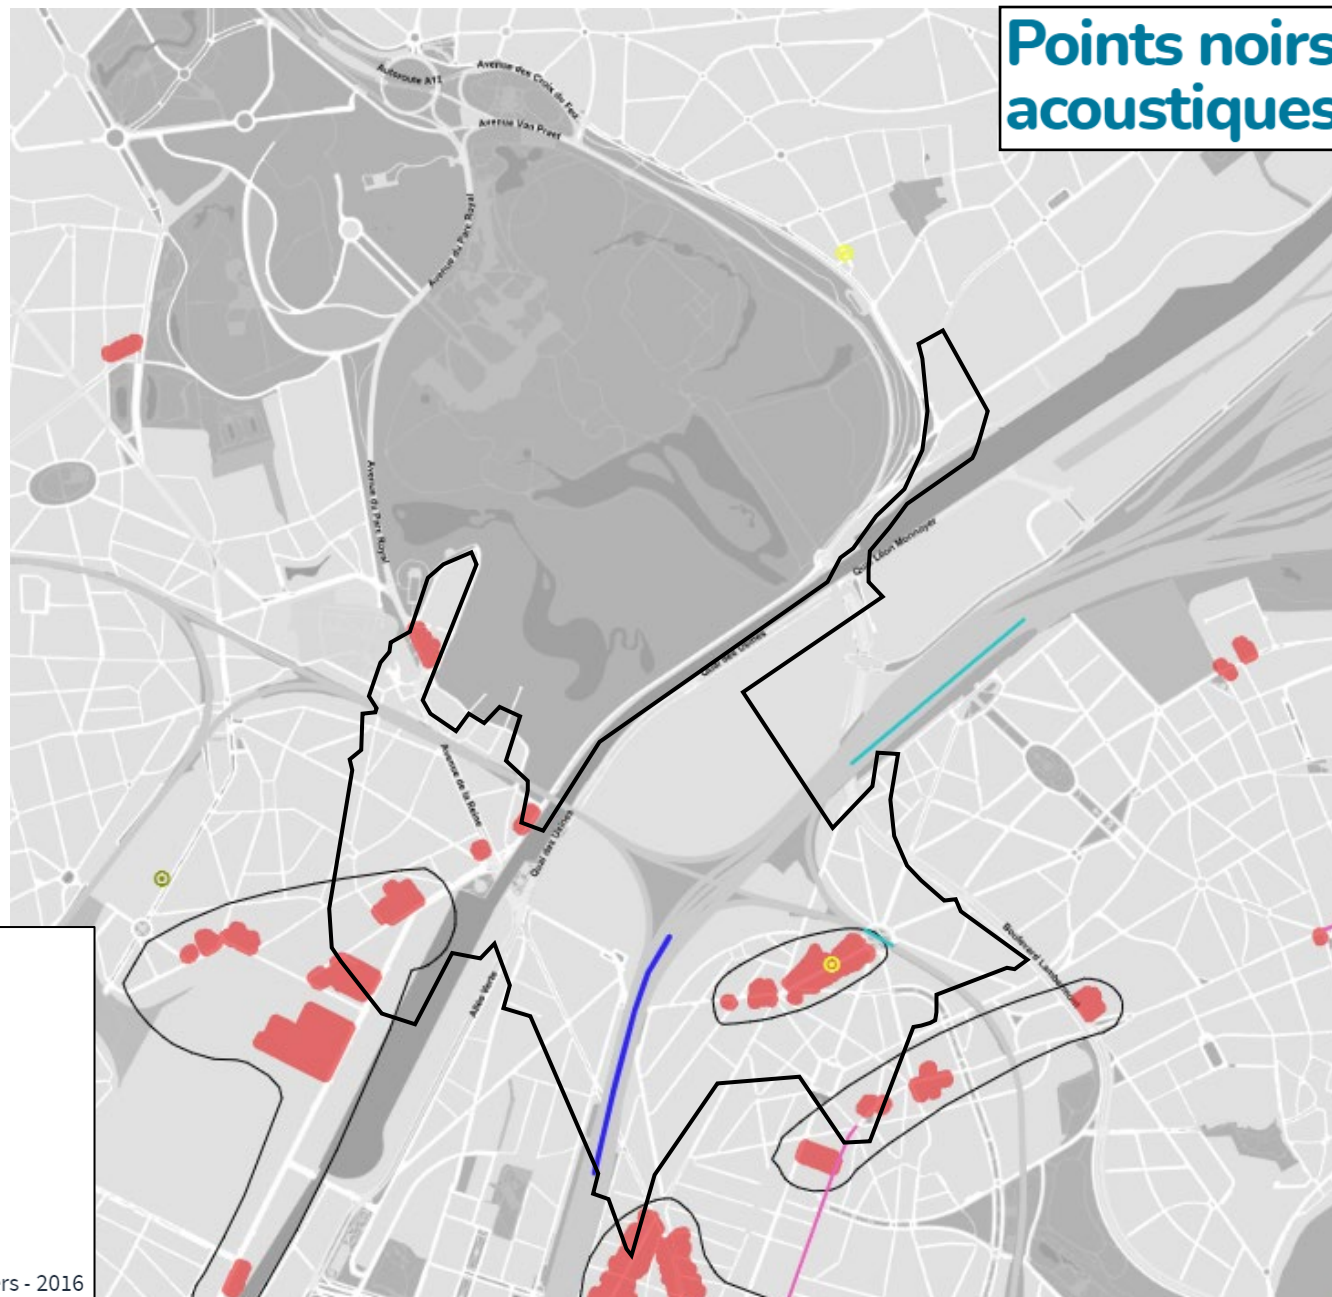 Points noirs
acoustiques
Autoroute A12
Avenue des Croix du Feu
Avenue Van Praet
Avenue du Parc Royal
Avenue du Parc Royal
Quai Léon Monnoyer
Quai des Usines
Avenue de la Reine
Quai des Usines
Allée Verte
Boulevard Lambermont
rs - 2016